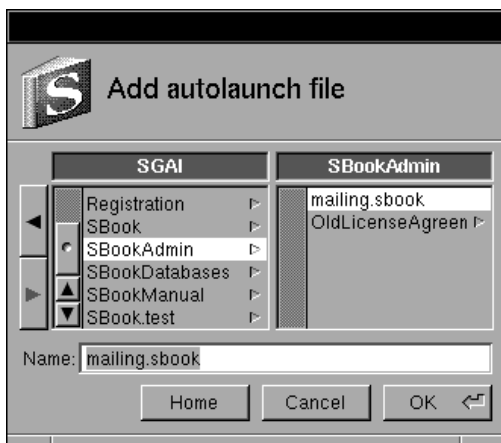 S
Add autolaunch file
SGAI
SBookAdmin
Registration
SBook
SBookAdmin
SBookDatabases
SBookManual
SBook.test
mailing.sbook
OldLicenseAgreen
Name: mailing.sbook
Home
Cancel
OK